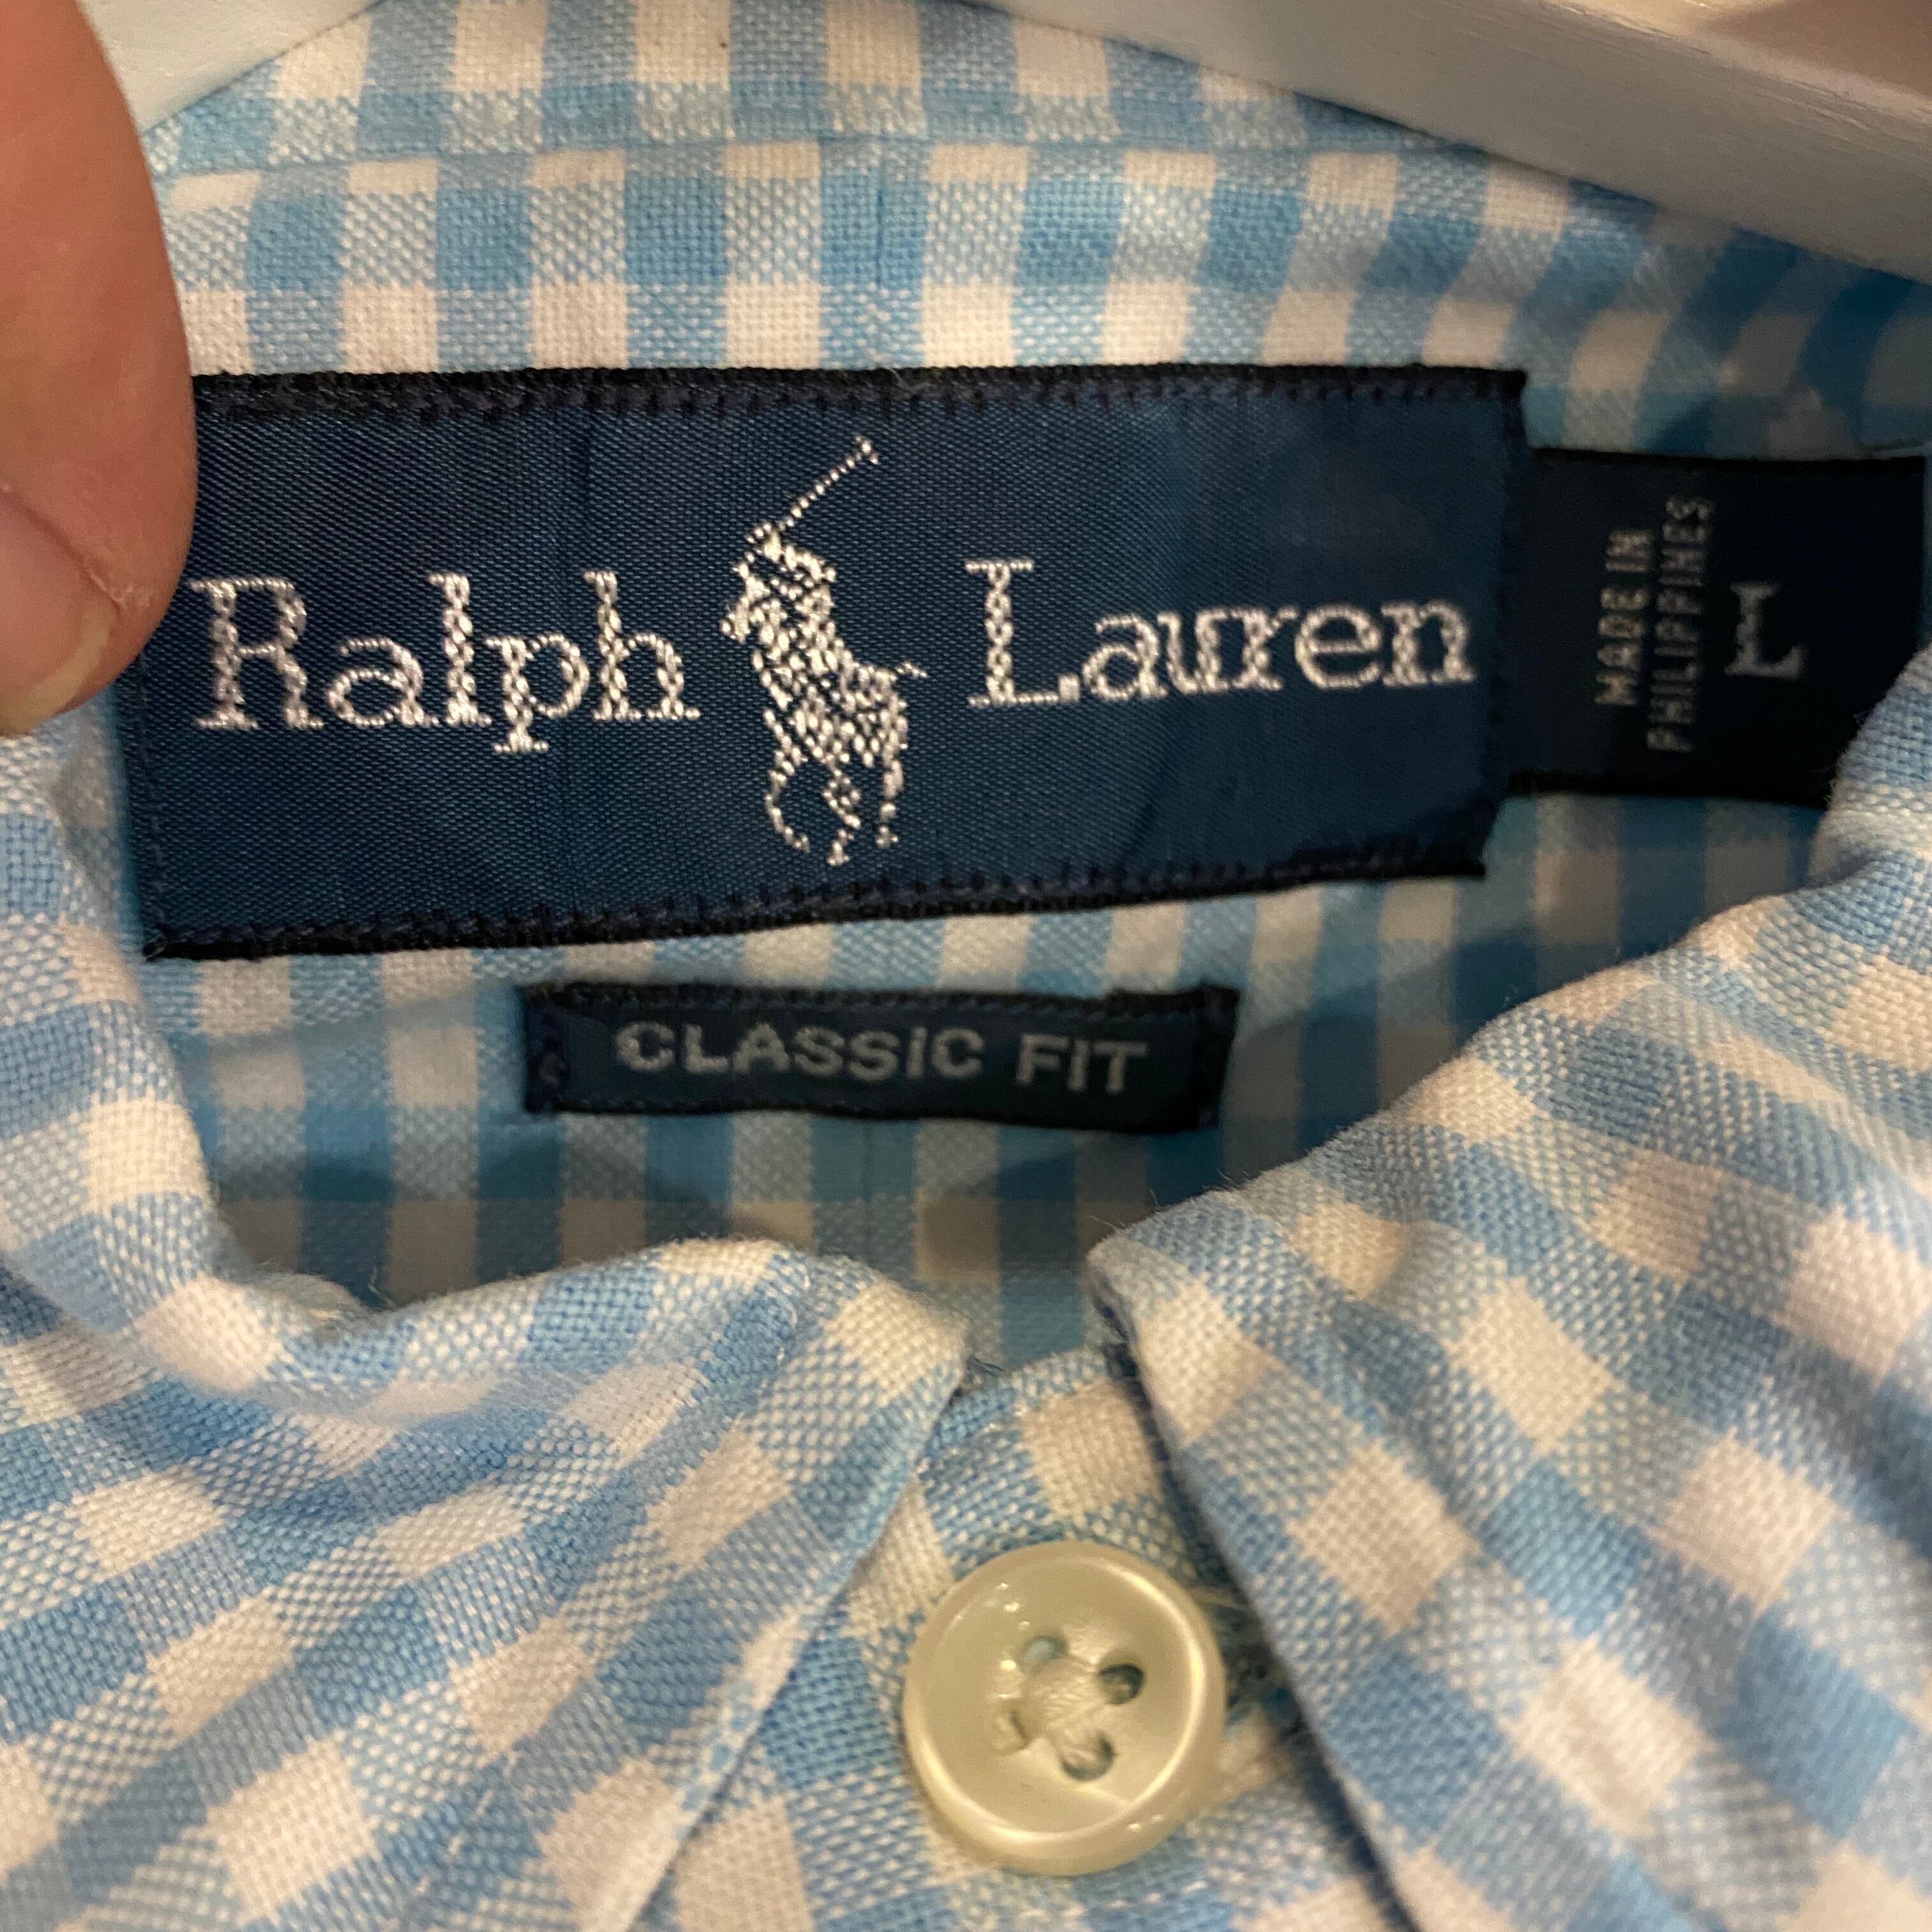 Ralph Lauren
MADE IN
PHILIPPINES
L
CLASSIC FIT